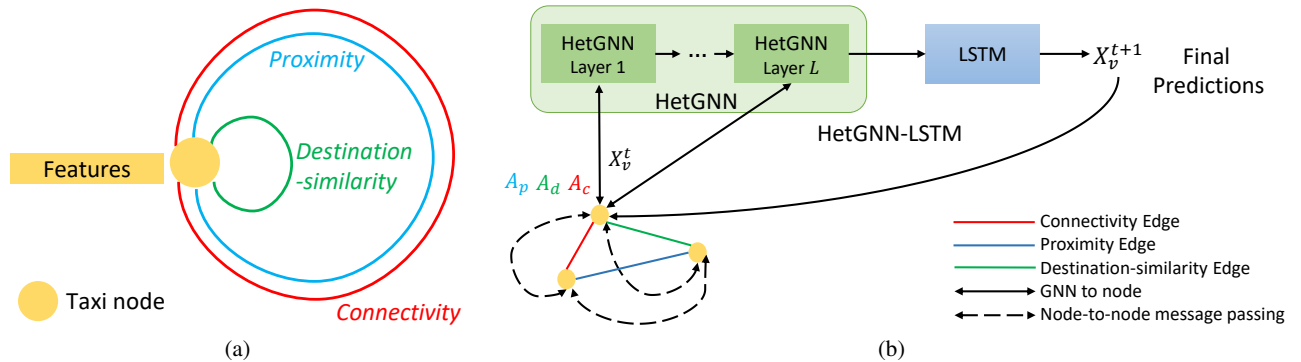 Proximity
Destination
-similarity
Features
Taxi node
Connectivity
(a)
HetGNN
Layer 1
...
HetGNN
Layer L
HetGNN
LSTM
X_v^{t+1}
Final
Predictions
HetGNN-LSTM
X_v^t
A_p A_d A_c
Connectivity Edge
Proximity Edge
Destination-similarity Edge
GNN to node
Node-to-node message passing
(b)